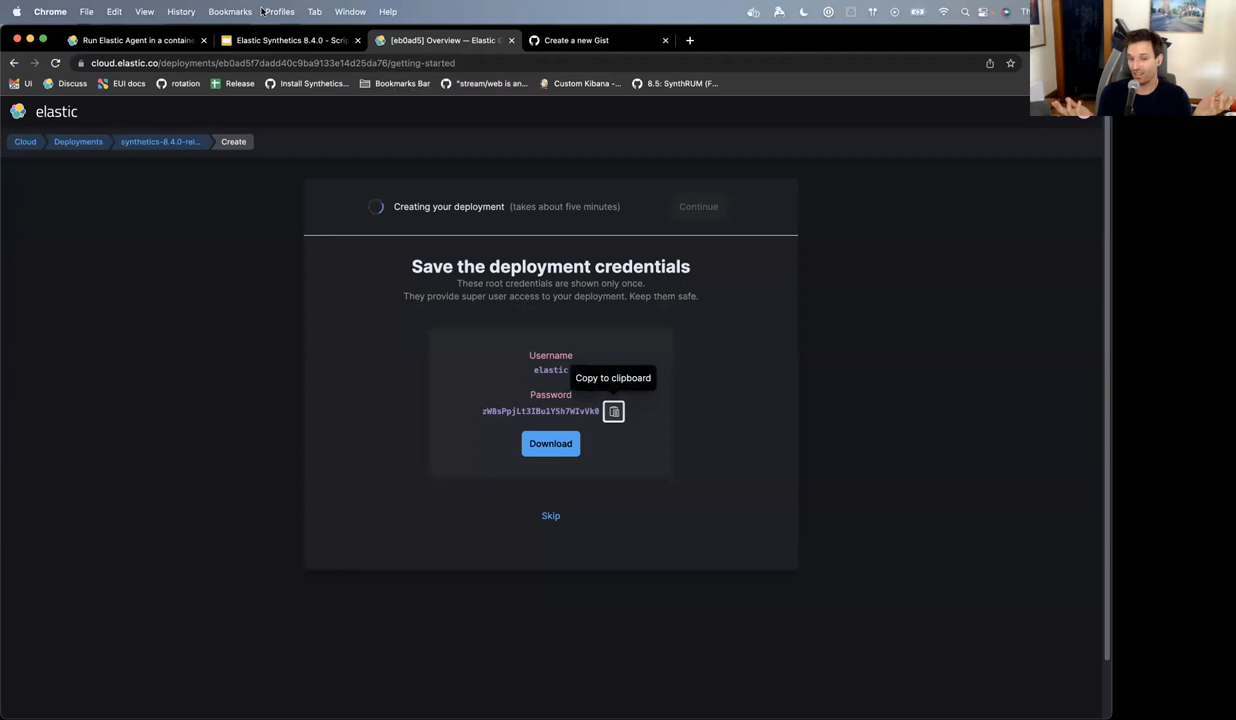 Chrome File Edit View History Bookmarks Profiles Tab Window Help Th
Run Elastic Agent in a containe
Elastic Synthetics 8.4.0 - Scrip
[eb0ad5] Overview — Elastic C
Create a new Gist
cloud.elastic.co/deployments/eb0ad5f7dadd40c9ba9133e14d25da76/getting-started
UI Discuss EUI docs rotation Release Install Synthetics... Bookmarks Bar "stream/web is an... Custom Kibana -... 8.5: SynthRUM (F...
elastic
Cloud Deployments synthetics-8.4.0-rel... Create
Creating your deployment (takes about five minutes) Continue
Save the deployment credentials
These root credentials are shown only once.
They provide super user access to your deployment. Keep them safe.
Username
elastic
Copy to clipboard
Password
zW8sPpjLt3IBu1YSh7WIvVk0
Download
Skip